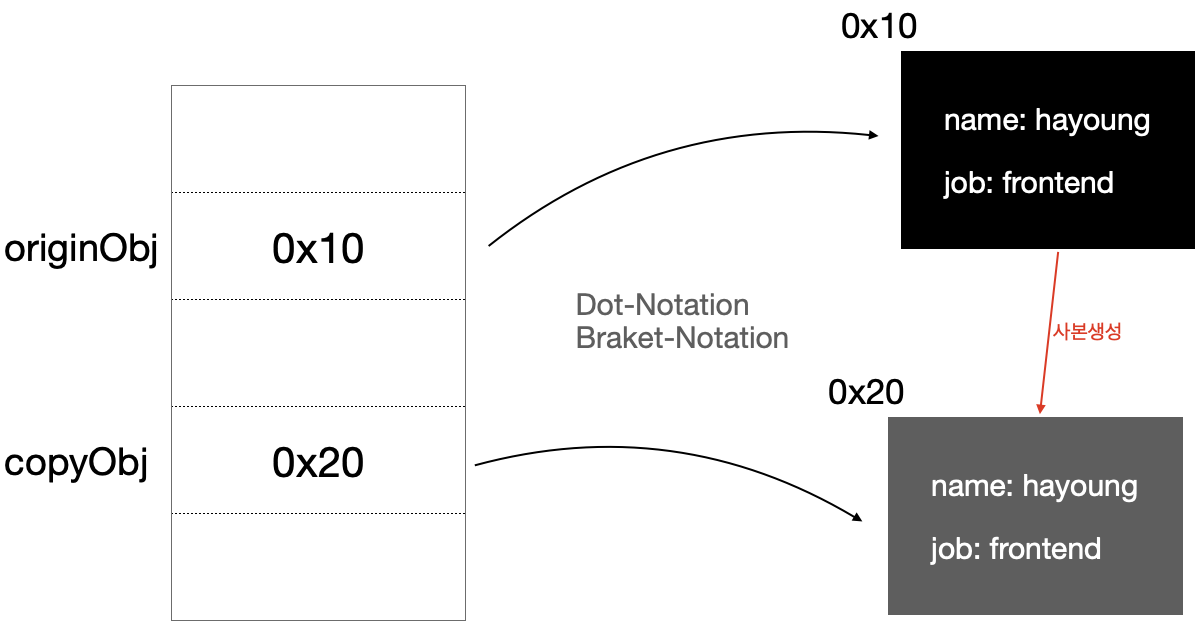 0x10
name: hayoung
job: frontend
originObj
0x10
Dot-Notation
Braket-Notation
사본생성
0x20
copyObj
0x20
name: hayoung
job: frontend